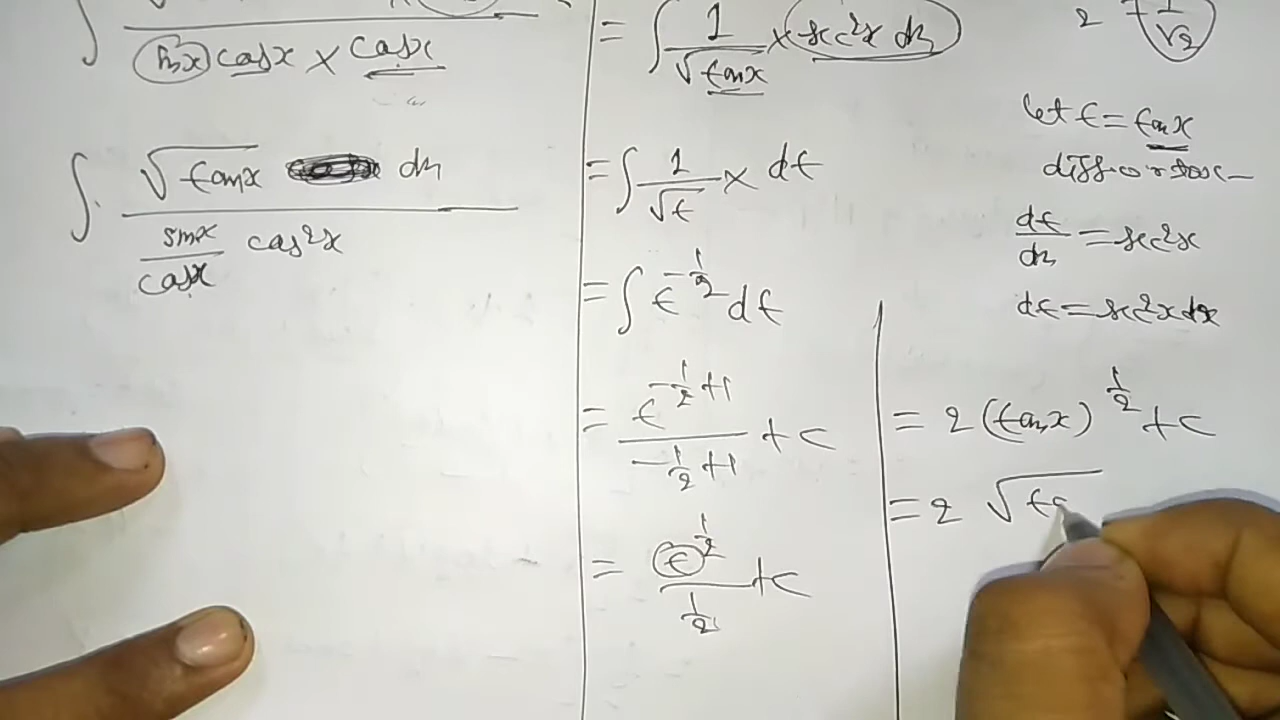 ∫ sinx cosx × cosx
∫ √tanx dx
sinx/cosx cos²x
= ∫ 1/√tanx × sec²x dx
= ∫ 1/√t × dt
= ∫ t^(-1/2) dt
= t^(-1/2+1)/(-1/2+1) + c
= t^(1/2)/(1/2) + c
2 1/√2
let t = tanx
dt/dx = sec²x
dt = sec²x dx
= 2 (tanx)^(1/2) + c
= 2 √ta